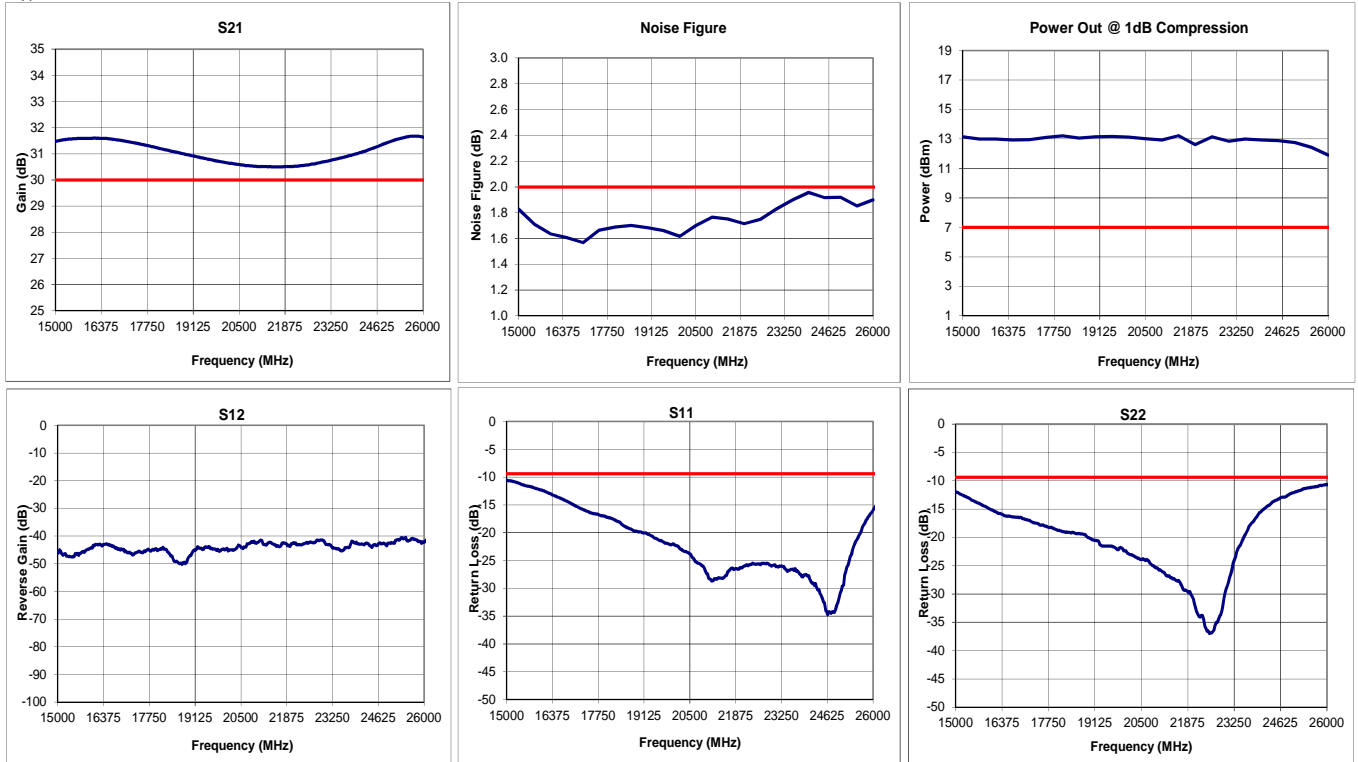 S21
35
34
33
32
31
30
29
28
27
26
25
Gain (dB)
15000 16375 17750 19125 20500 21875 23250 24625 26000
Frequency (MHz)
Noise Figure
3.0
2.8
2.6
2.4
2.2
2.0
1.8
1.6
1.4
1.2
1.0
Noise Figure (dB)
15000 16375 17750 19125 20500 21875 23250 24625 26000
Frequency (MHz)
Power Out @ 1dB Compression
19
17
15
13
11
9
7
5
3
1
Power (dBm)
15000 16375 17750 19125 20500 21875 23250 24625 26000
Frequency (MHz)
S12
0
-10
-20
-30
-40
-50
-60
-70
-80
-90
-100
Reverse Gain (dB)
15000 16375 17750 19125 20500 21875 23250 24625 26000
Frequency (MHz)
S11
0
-5
-10
-15
-20
-25
-30
-35
-40
-45
-50
Return Loss (dB)
15000 16375 17750 19125 20500 21875 23250 24625 26000
Frequency (MHz)
S22
0
-5
-10
-15
-20
-25
-30
-35
-40
-45
-50
Return Loss (dB)
15000 16375 17750 19125 20500 21875 23250 24625 26000
Frequency (MHz)